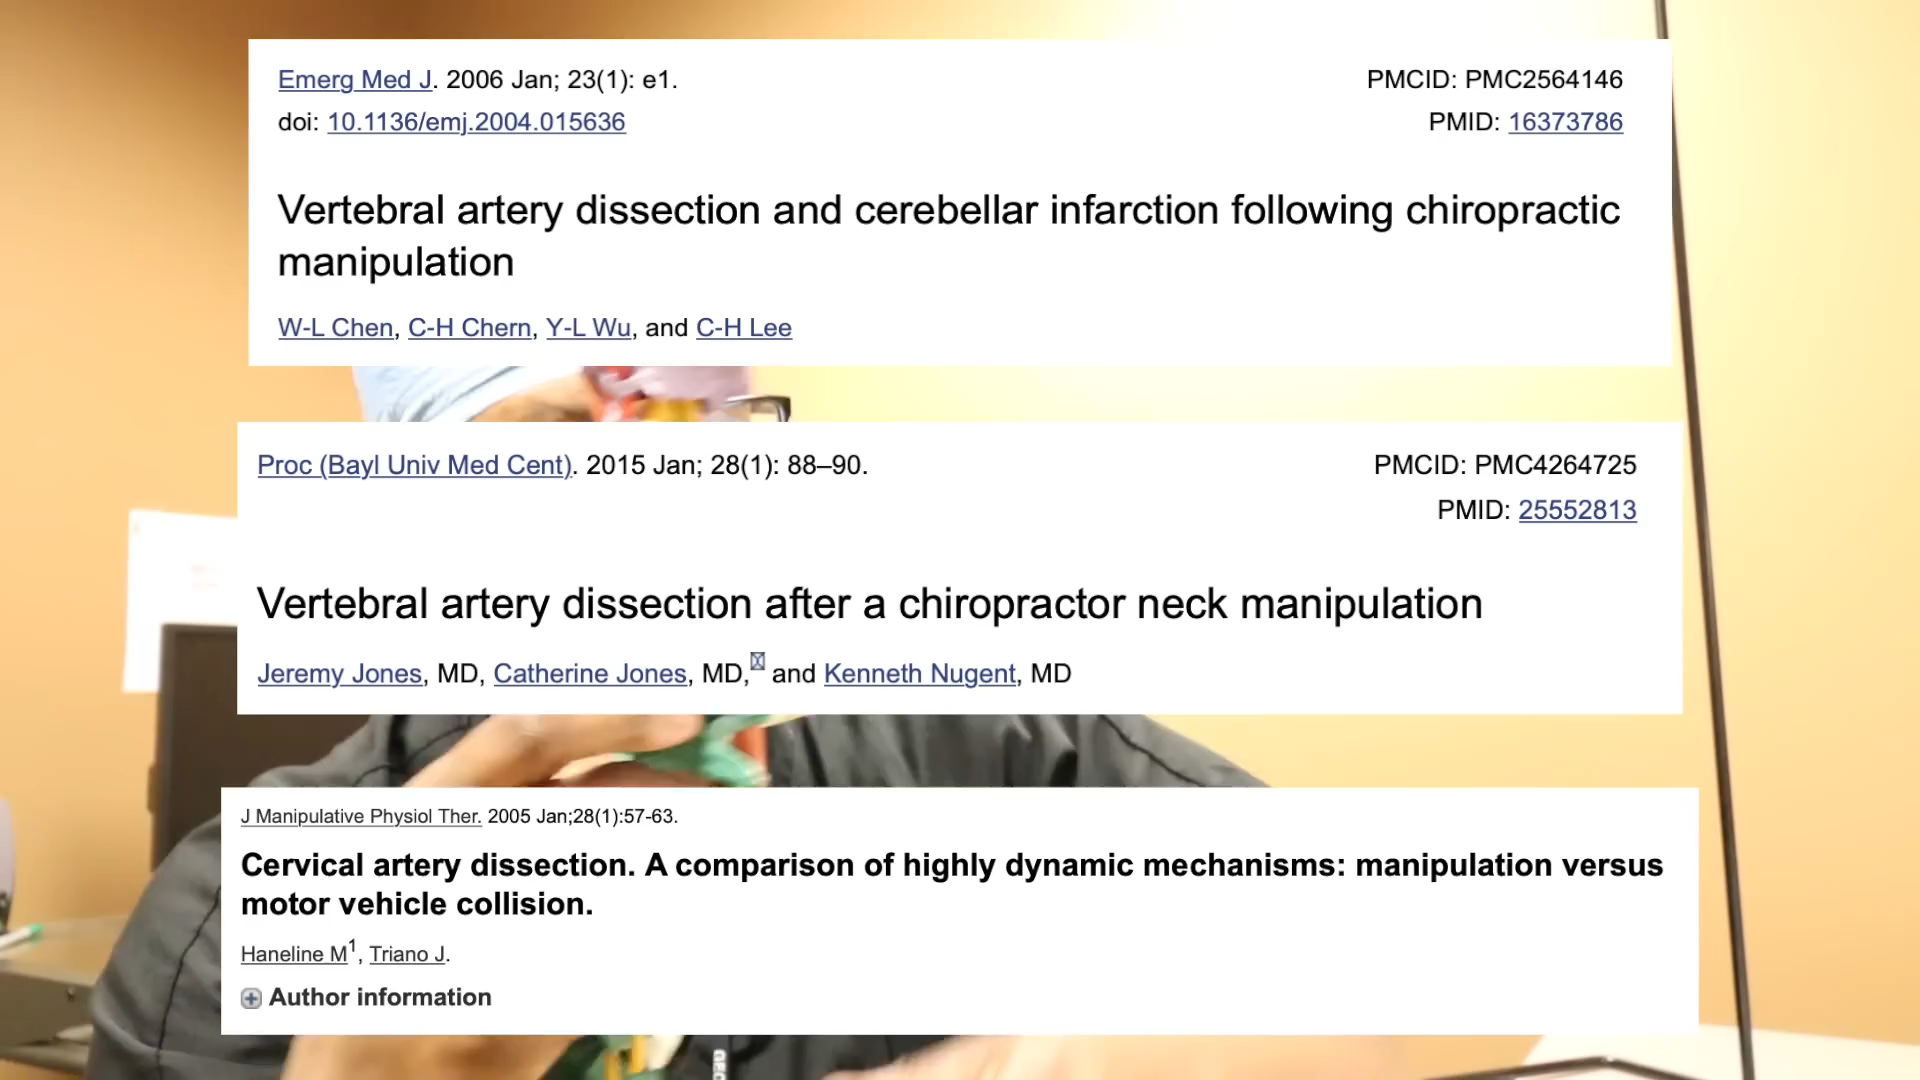 Emerg Med J. 2006 Jan; 23(1): e1.
PMCID: PMC2564146
doi: 10.1136/emj.2004.015636
PMID: 16373786
Vertebral artery dissection and cerebellar infarction following chiropractic
manipulation
W-L Chen, C-H Chern, Y-L Wu, and C-H Lee
Proc (Bayl Univ Med Cent). 2015 Jan; 28(1): 88–90.
PMCID: PMC4264725
PMID: 25552813
Vertebral artery dissection after a chiropractor neck manipulation
Jeremy Jones, MD, Catherine Jones, MD, and Kenneth Nugent, MD
J Manipulative Physiol Ther. 2005 Jan;28(1):57-63.
Cervical artery dissection. A comparison of highly dynamic mechanisms: manipulation versus
motor vehicle collision.
Haneline M1, Triano J.
Author information